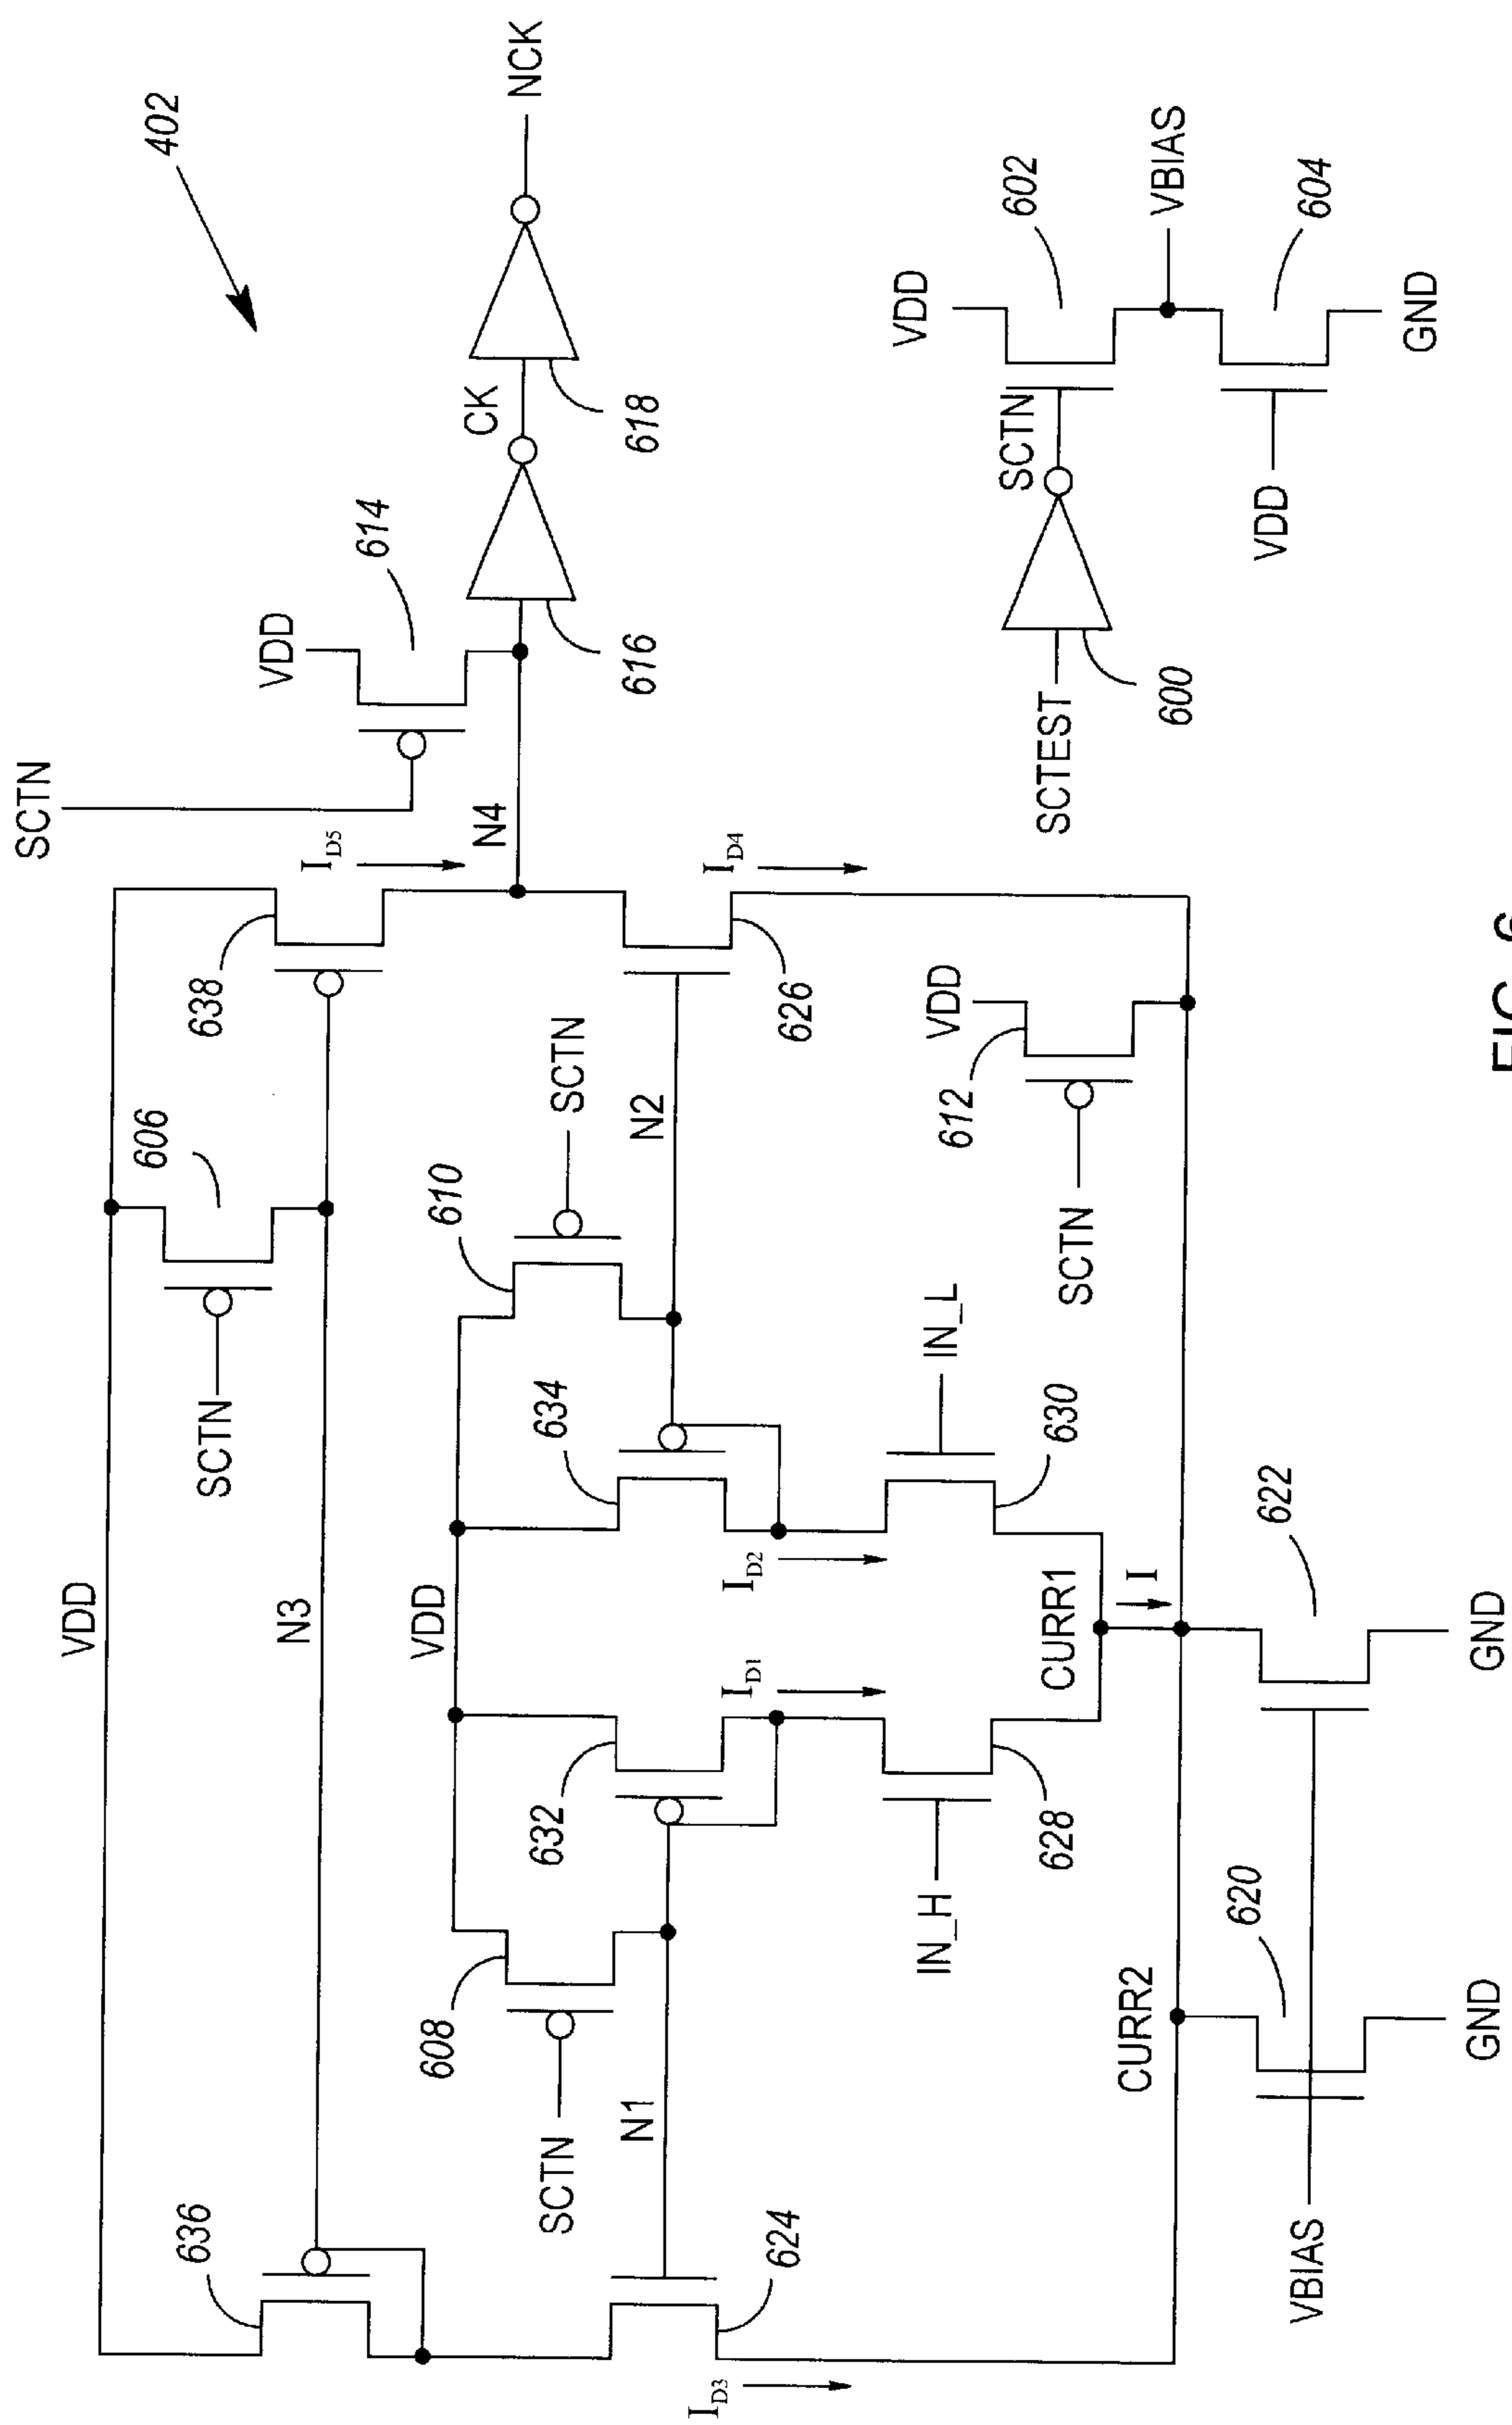 402
NCK
CK
618
614
VDD
616
SCTN
VDD
602
SCTN
VBIAS
604
VDD
GND
SCTEST
600
I_D5
N4
I_D4
638
626
VDD
612
SCTN
606
SCTN
SCTN
N2
610
634
IN_L
630
622
VDD
N3
VDD
I_D2
I_D1
CURR1
I
GND
632
628
IN_H
620
608
SCTN
N1
CURR2
GND
636
624
VBIAS
I_D3